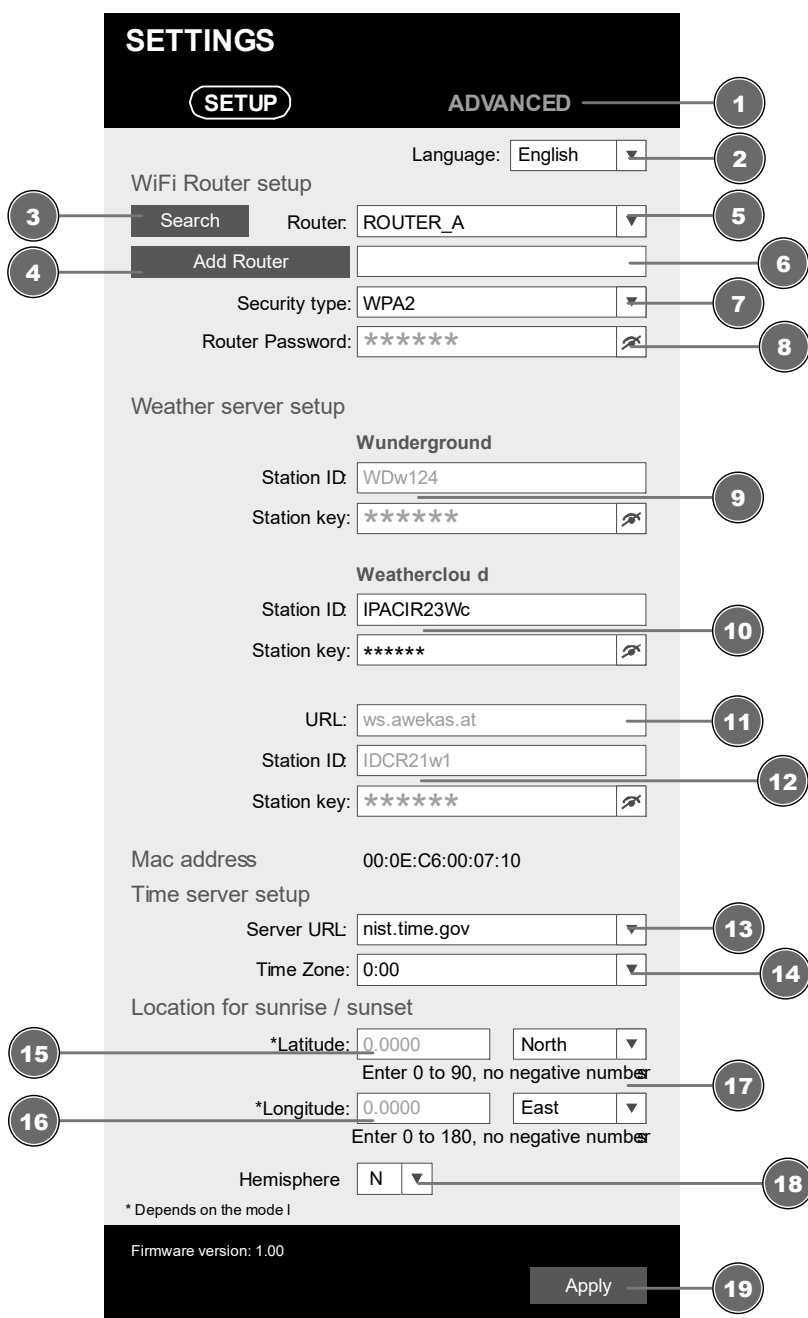 SETTINGS
SETUP ADVANCED 1
Language: English 2
WiFi Router setup
3 Search Router: ROUTER_A 5
4 Add Router 6
Security type: WPA2 7
Router Password: ****** 8
Weather server setup
Wunderground
Station ID: WDw124
9
Station key: ******
Weatherclou d
Station ID: IPACIR23Wc
10
Station key: ******
URL: ws.awekas.at 11
Station ID: IDCR21w1
12
Station key: ******
Mac address 00:0E:C6:00:07:10
Time server setup
Server URL: nist.time.gov 13
Time Zone: 0:00 14
Location for sunrise / sunset
15 *Latitude: 0.0000 North
Enter 0 to 90, no negative numbers 17
16 *Longitude: 0.0000 East
Enter 0 to 180, no negative numbers
Hemisphere N 18
* Depends on the mode l
Firmware version: 1.00
Apply 19